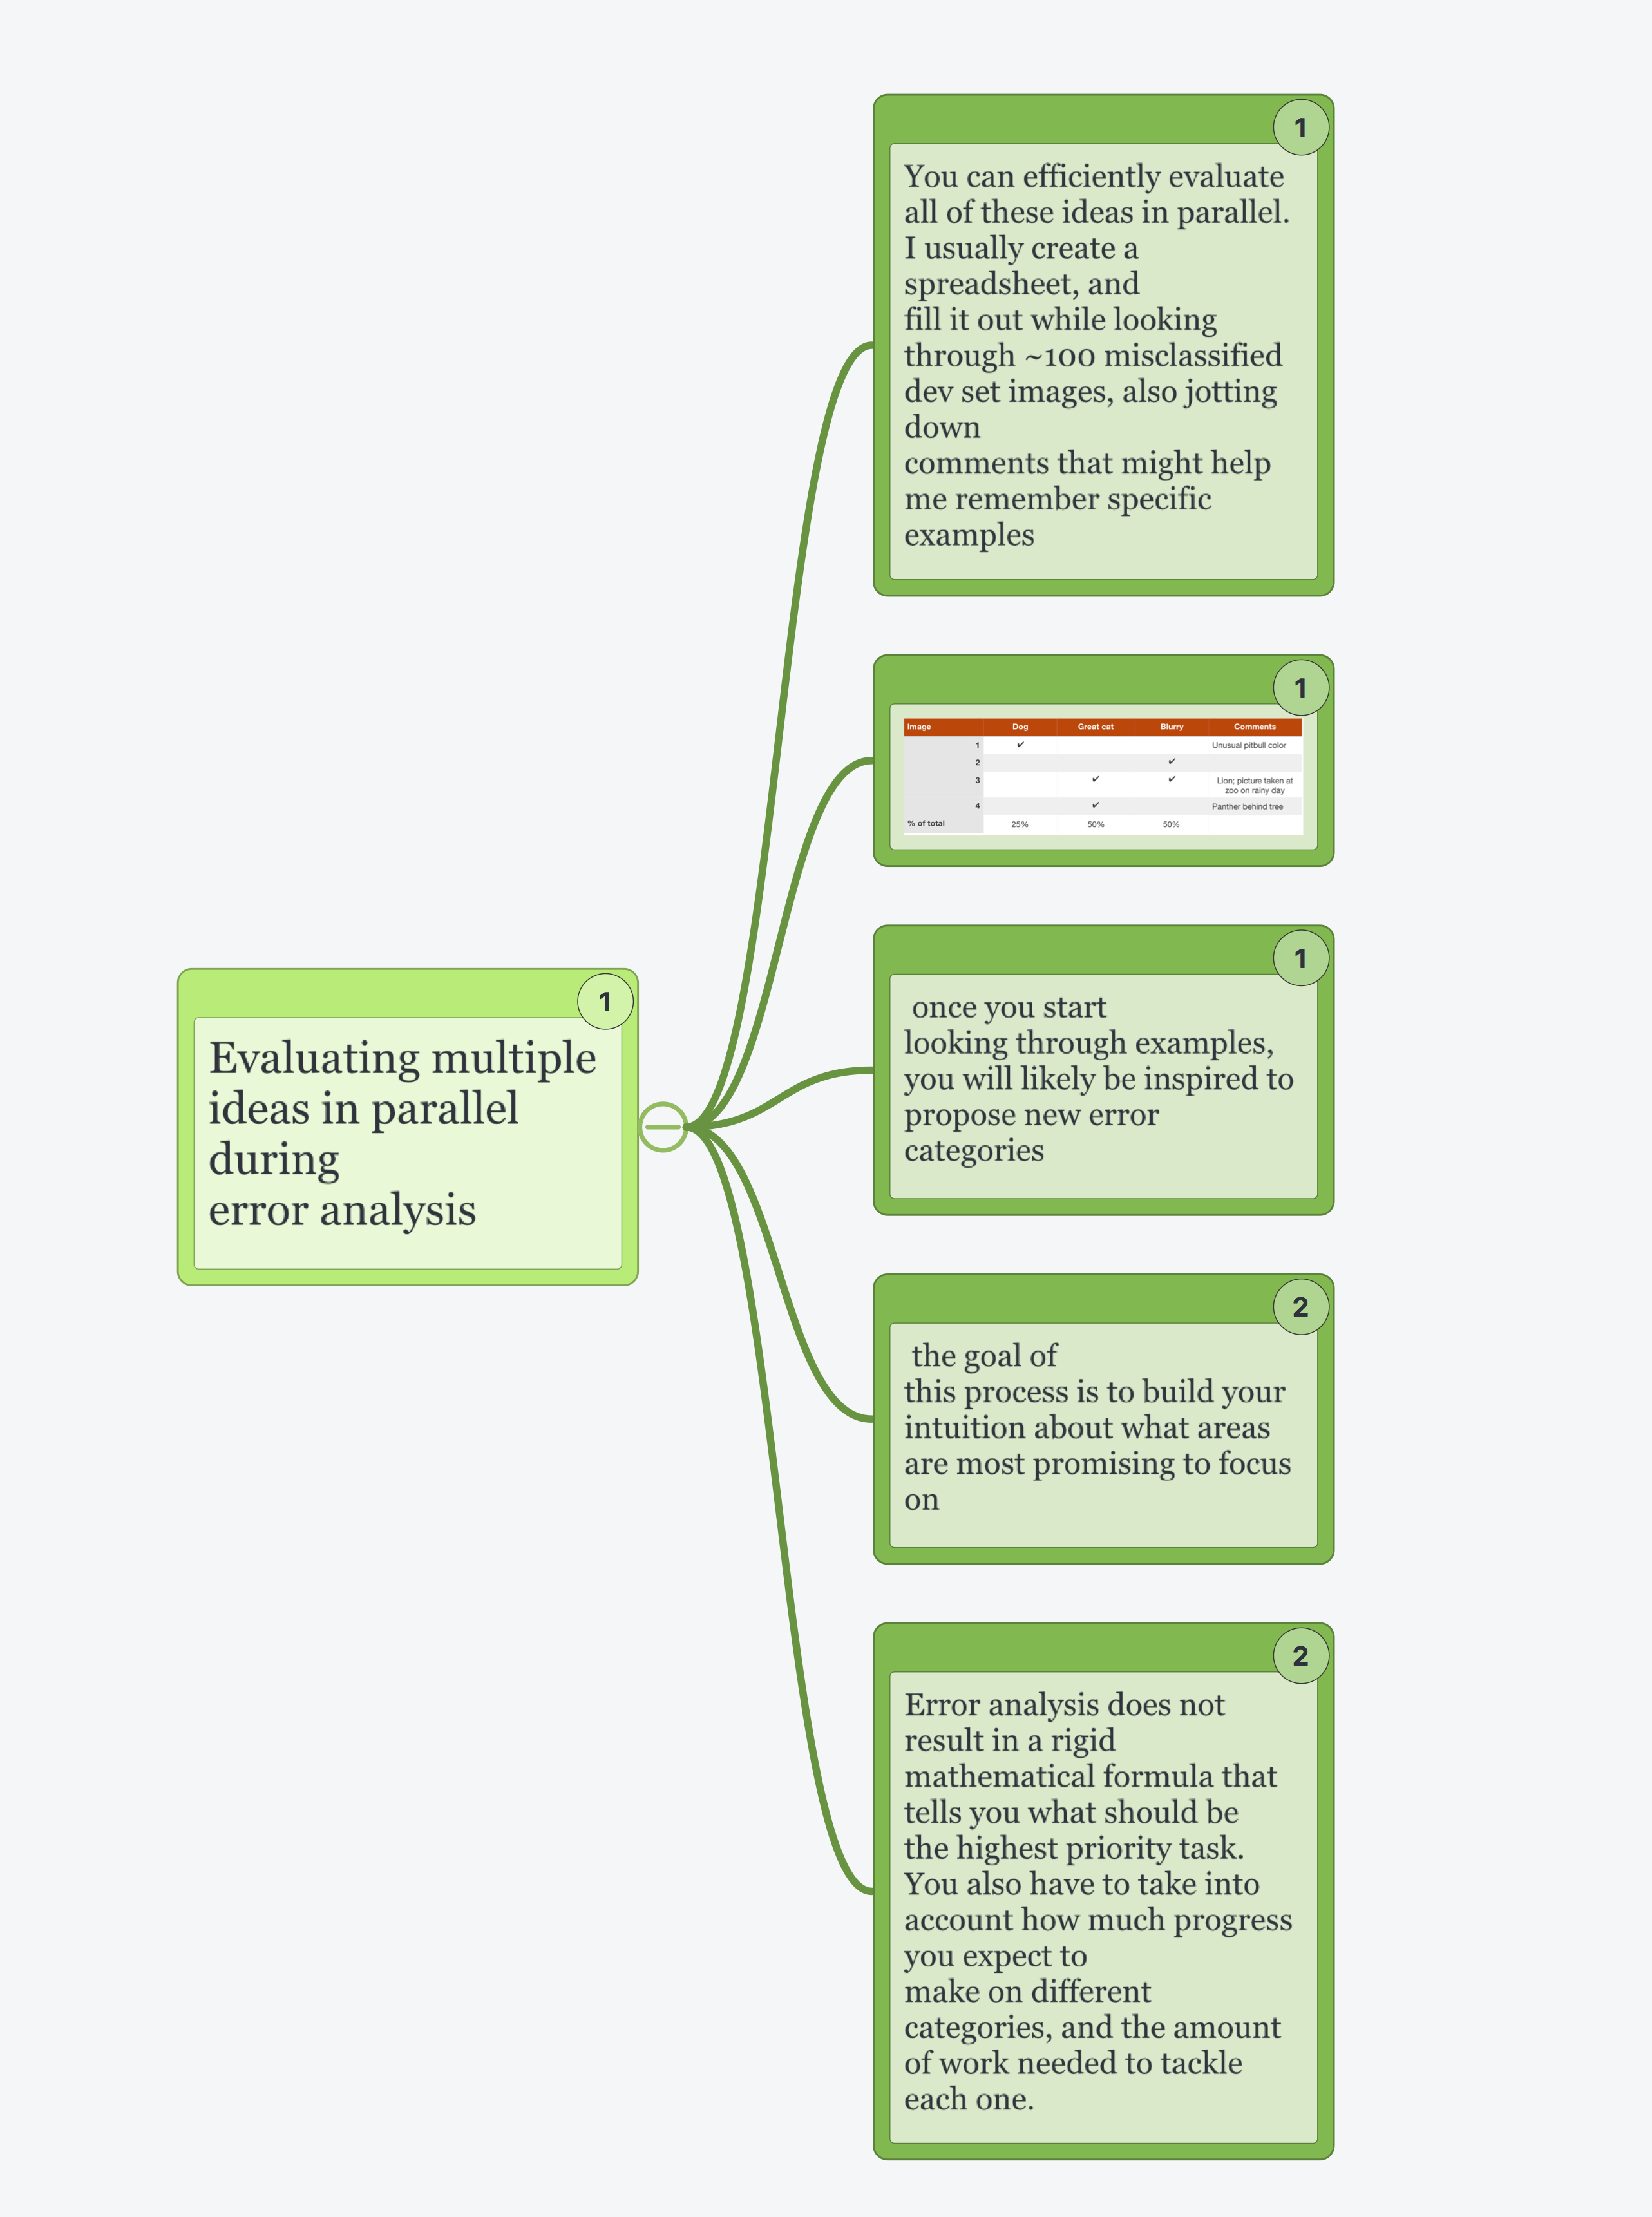 1
Evaluating multiple
ideas in parallel
during
error analysis
1
You can efficiently evaluate
all of these ideas in parallel.
I usually create a
spreadsheet, and
fill it out while looking
through ~100 misclassified
dev set images, also jotting
down
comments that might help
me remember specific
examples
1
Image Dog Great cat Blurry Comments
1 ✔ Unusual pitbull color
2 ✔
3 ✔ ✔ Lion; picture taken at
zoo on rainy day
4 ✔ Panther behind tree
% of total 25% 50% 50%
1
once you start
looking through examples,
you will likely be inspired to
propose new error
categories
2
the goal of
this process is to build your
intuition about what areas
are most promising to focus
on
2
Error analysis does not
result in a rigid
mathematical formula that
tells you what should be
the highest priority task.
You also have to take into
account how much progress
you expect to
make on different
categories, and the amount
of work needed to tackle
each one.